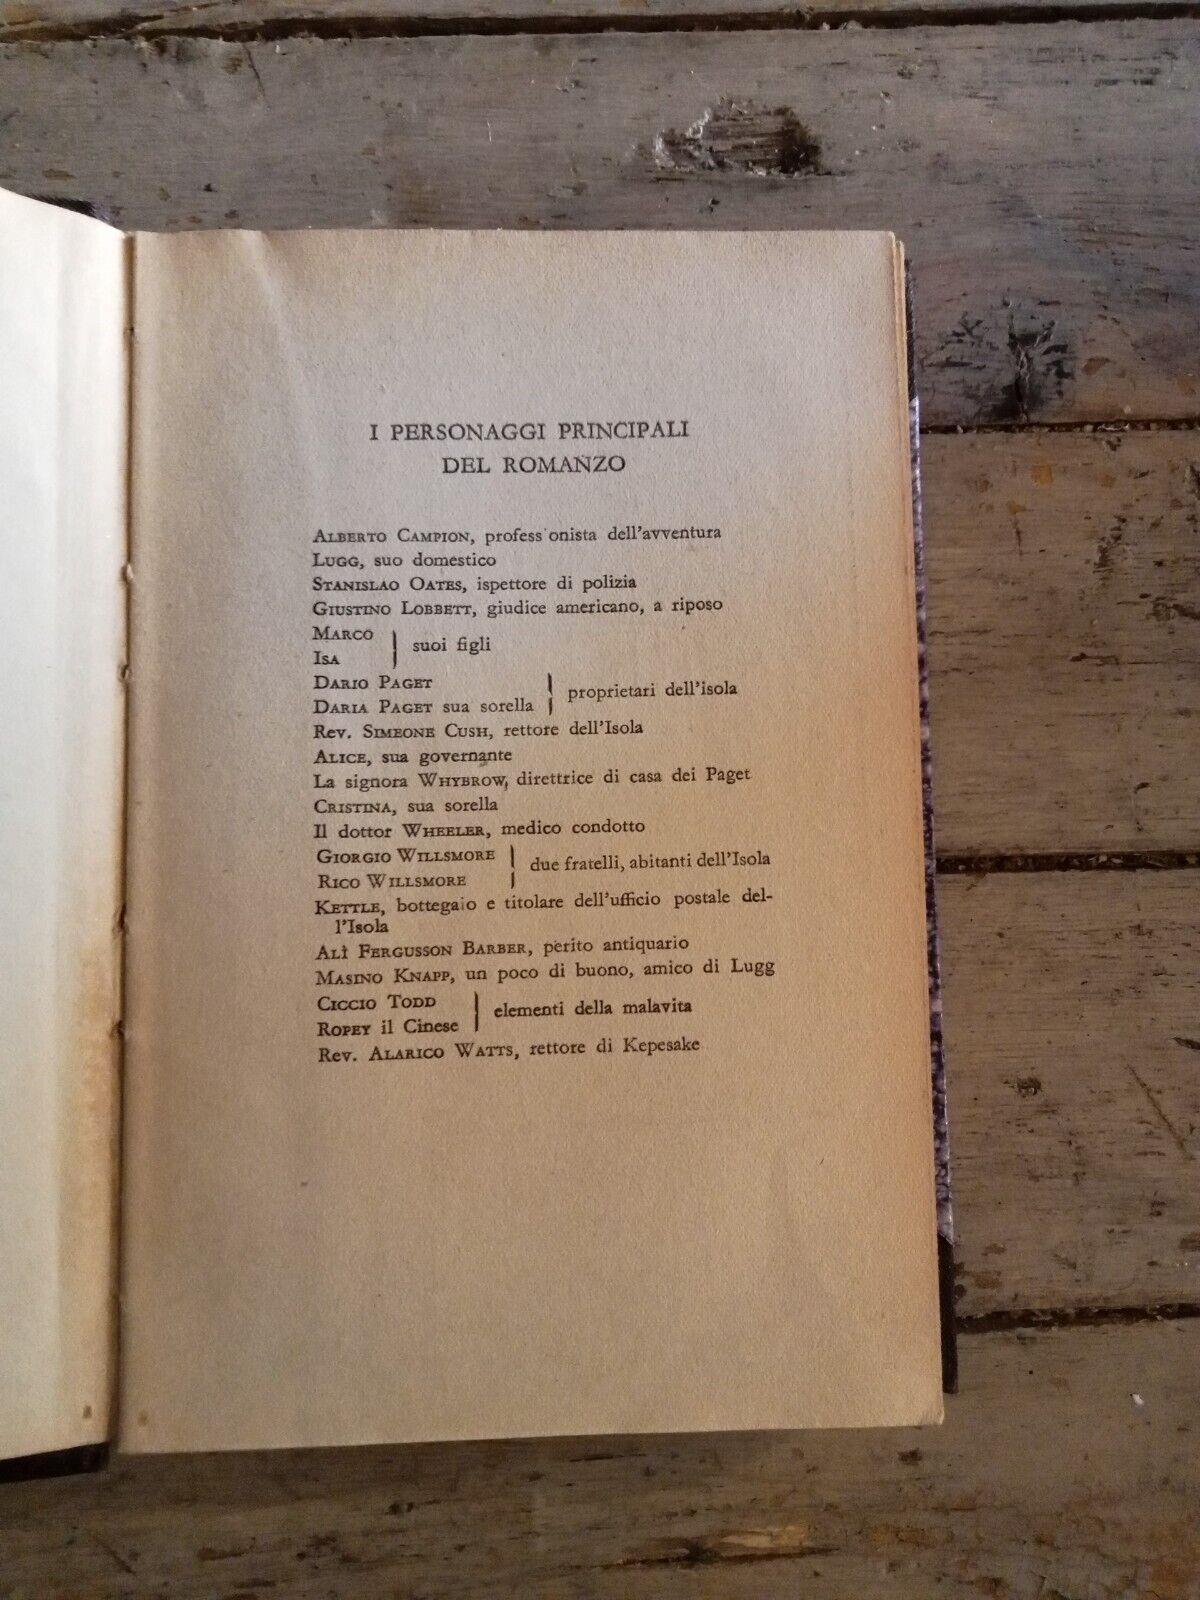 I PERSONAGGI PRINCIPALI
DEL ROMANZO
ALBERTO CAMPION, profess onista dell'avventura
LUGG, suo domestico
STANISLAO OATES, ispettore di polizia
GIUSTINO LOBBETT, giudice americano, a riposo
MARCO
ISA
suoi figli
DARIO PAGET
DARIA PAGET sua sorella
proprietari dell'isola
Rev. SIMEONE CUSH, rettore dell'Isola
ALICE, sua governante
La signora WHYBROW, direttrice di casa dei Paget
CRISTINA, sua sorella
Il dottor WHEELER, medico condotto
GIORGIO WILLSMORE
RICO WILLSMORE
due fratelli, abitanti dell'Isola
KETTLE, bottegaio e titolare dell'ufficio postale del-
l'Isola
ALÌ FERGUSSON BARBER, perito antiquario
MASINO KNAPP, un poco di buono, amico di Lugg
CICCIO TODD
ROPEY il Cinese
elementi della malavita
Rev. ALARICO WATTS, rettore di Kepesake